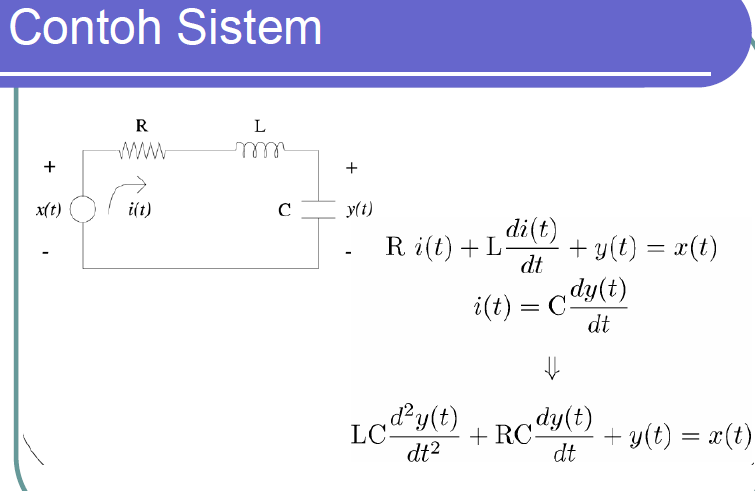 Contoh Sistem
R L
+ +
x(t) i(t) C y(t)
- -
R i(t) + L di(t)/dt + y(t) = x(t)
i(t) = C dy(t)/dt
⇓
LC d²y(t)/dt² + RC dy(t)/dt + y(t) = x(t)